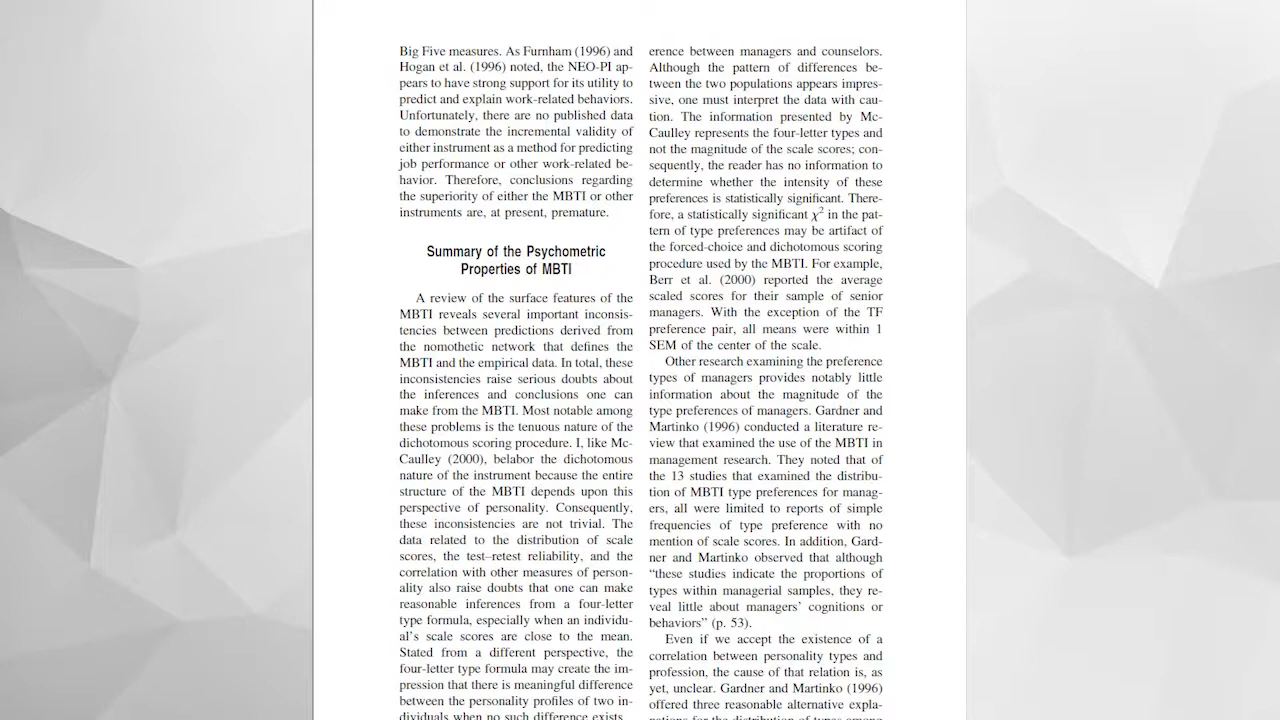 Big Five measures. As Furnham (1996) and
Hogan et al. (1996) noted, the NEO-PI ap-
pears to have strong support for its utility to
predict and explain work-related behaviors.
Unfortunately, there are no published data
to demonstrate the incremental validity of
either instrument as a method for predicting
job performance or other work-related be-
havior. Therefore, conclusions regarding
the superiority of either the MBTI or other
instruments are, at present, premature.
Summary of the Psychometric
Properties of MBTI
A review of the surface features of the
MBTI reveals several important inconsis-
tencies between predictions derived from
the nomothetic network that defines the
MBTI and the empirical data. In total, these
inconsistencies raise serious doubts about
the inferences and conclusions one can
make from the MBTI. Most notable among
these problems is the tenuous nature of the
dichotomous scoring procedure. I, like Mc-
Caulley (2000), belabor the dichotomous
nature of the instrument because the entire
structure of the MBTI depends upon this
perspective of personality. Consequently,
these inconsistencies are not trivial. The
data related to the distribution of scale
scores, the test–retest reliability, and the
correlation with other measures of person-
ality also raise doubts that one can make
reasonable inferences from a four-letter
type formula, especially when an individu-
al's scale scores are close to the mean.
Stated from a different perspective, the
four-letter type formula may create the im-
pression that there is meaningful difference
between the personality profiles of two in-
dividuals when no such difference exists
erence between managers and counselors.
Although the pattern of differences be-
tween the two populations appears impres-
sive, one must interpret the data with cau-
tion. The information presented by Mc-
Caulley represents the four-letter types and
not the magnitude of the scale scores; con-
sequently, the reader has no information to
determine whether the intensity of these
preferences is statistically significant. There-
fore, a statistically significant χ² in the pat-
tern of type preferences may be artifact of
the forced-choice and dichotomous scoring
procedure used by the MBTI. For example,
Berr et al. (2000) reported the average
scaled scores for their sample of senior
managers. With the exception of the TF
preference pair, all means were within 1
SEM of the center of the scale.
Other research examining the preference
types of managers provides notably little
information about the magnitude of the
type preferences of managers. Gardner and
Martinko (1996) conducted a literature re-
view that examined the use of the MBTI in
management research. They noted that of
the 13 studies that examined the distribu-
tion of MBTI type preferences for manag-
ers, all were limited to reports of simple
frequencies of type preference with no
mention of scale scores. In addition, Gard-
ner and Martinko observed that although
“these studies indicate the proportions of
types within managerial samples, they re-
veal little about managers' cognitions or
behaviors” (p. 53).
Even if we accept the existence of a
correlation between personality types and
profession, the cause of that relation is, as
yet, unclear. Gardner and Martinko (1996)
offered three reasonable alternative expla-
nations for the distribution of types among